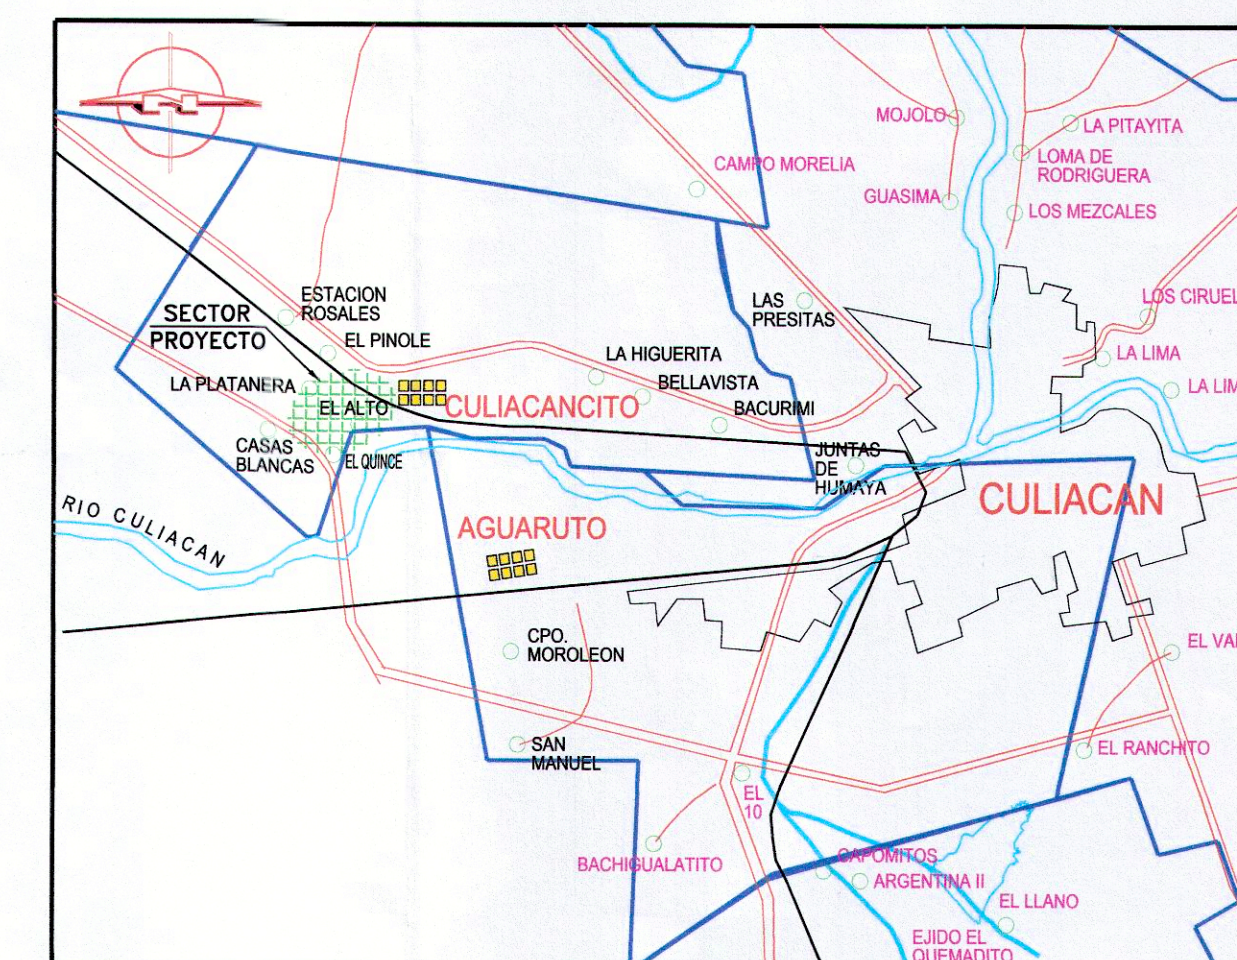 MOJOLO
LA PITAYITA
CAMPO MORELIA
LOMA DE
RODRIGUERA
GUASIMA
LOS MEZCALES
ESTACION
ROSALES
LAS
PRESITAS
LOS CIRUEL
SECTOR
PROYECTO
EL PINOLE
LA HIGUERITA
LA LIMA
LA PLATANERA
BELLAVISTA
LA LIM
EL ALTO
CULIACANCITO
BACURIMI
CASAS
BLANCAS
EL QUINCE
JUNTAS
DE
HUMAYA
CULIACAN
RIO CULIACAN
AGUARUTO
CPO.
MOROLEON
EL VA
SAN
MANUEL
EL RANCHITO
EL
10
BACHIGUALATITO
CAPOMITOS
ARGENTINA II
EL LLANO
EJIDO EL
QUEMADITO